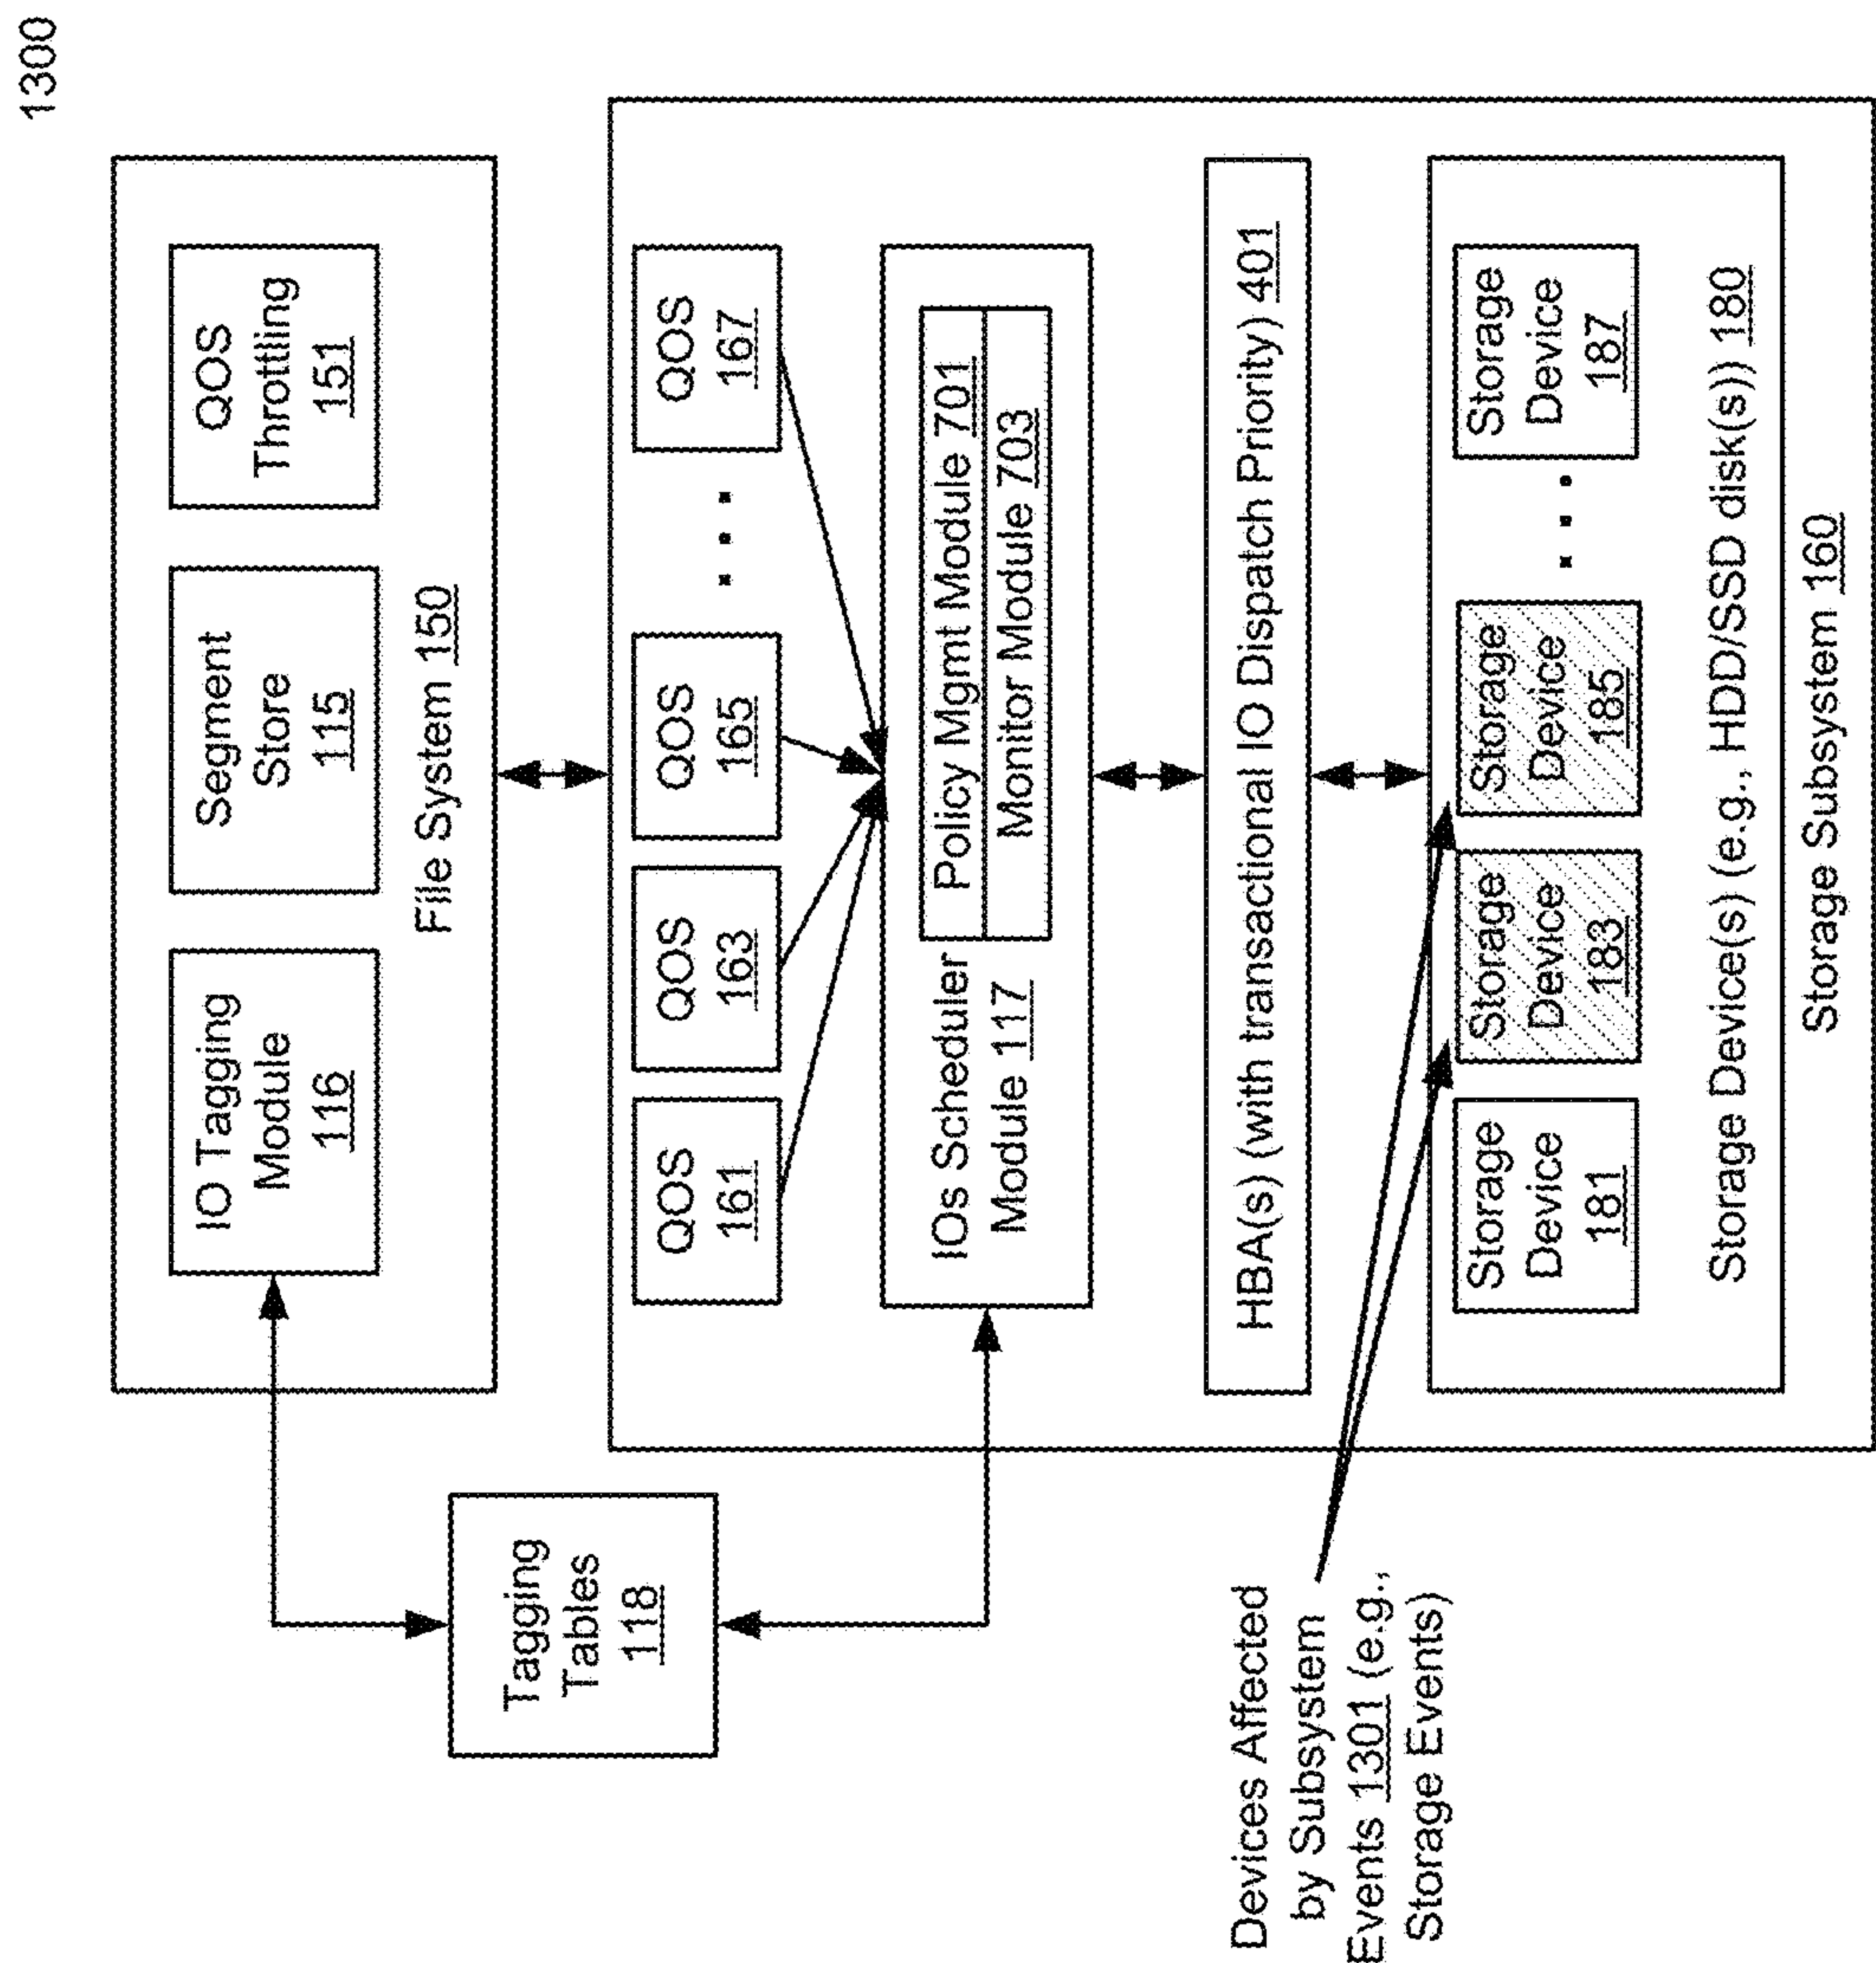 1300
IO Tagging
Module
116
Segment
Store
115
QOS
Throttling
151
File System 150
Tagging
Tables
118
QOS
161
QOS
163
QOS
165
. . .
QOS
167
IOs Scheduler
Module 117
Policy Mgmt Module 701
Monitor Module 703
HBA(s) (with transactional IO Dispatch Priority) 401
Devices Affected
by Subsystem
Events 1301 (e.g.,
Storage Events)
Storage
Device
181
Storage
Device
183
Storage
Device
185
. . .
Storage
Device
187
Storage Device(s) (e.g., HDD/SSD disk(s)) 180
Storage Subsystem 160